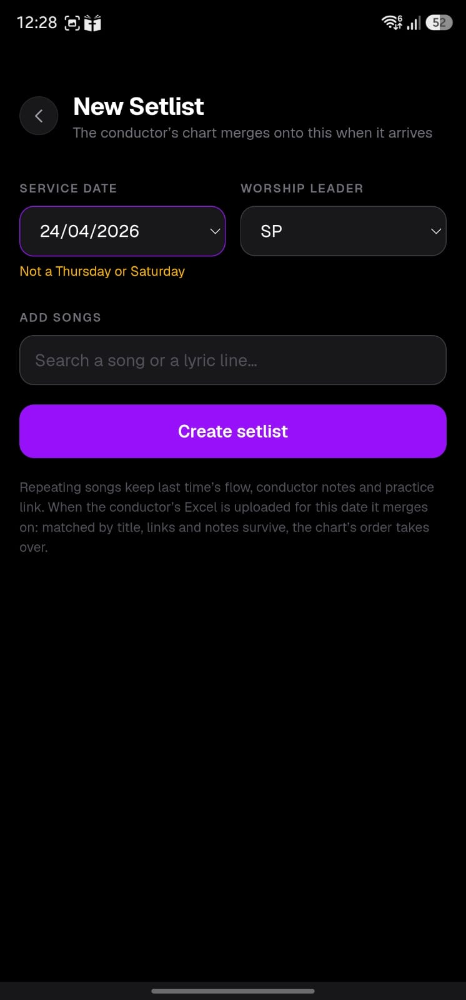 12:28
6
52
New Setlist
The conductor’s chart merges onto this when it arrives
SERVICE DATE
WORSHIP LEADER
24/04/2026
SP
Not a Thursday or Saturday
ADD SONGS
Search a song or a lyric line…
Create setlist
Repeating songs keep last time’s flow, conductor notes and practice
link. When the conductor’s Excel is uploaded for this date it merges
on: matched by title, links and notes survive, the chart’s order takes
over.